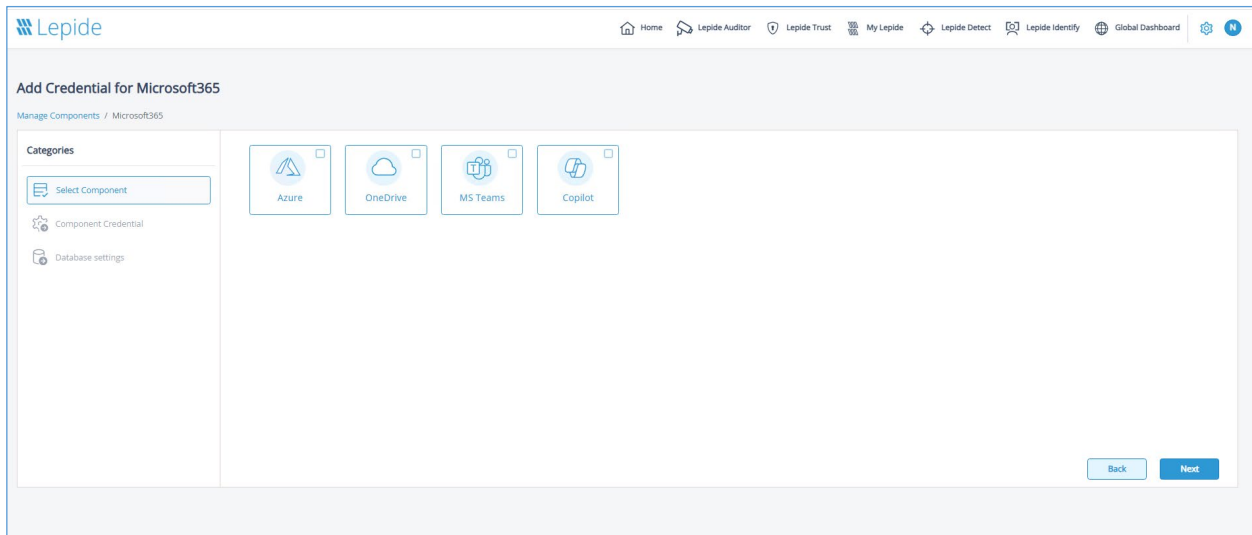 Lepide
Home Lepide Auditor Lepide Trust My Lepide Lepide Detect Lepide Identify Global Dashboard N
Add Credential for Microsoft365
Manage Components / Microsoft365
Categories
Select Component
Component Credential
Database settings
Azure OneDrive MS Teams Copilot
Back Next